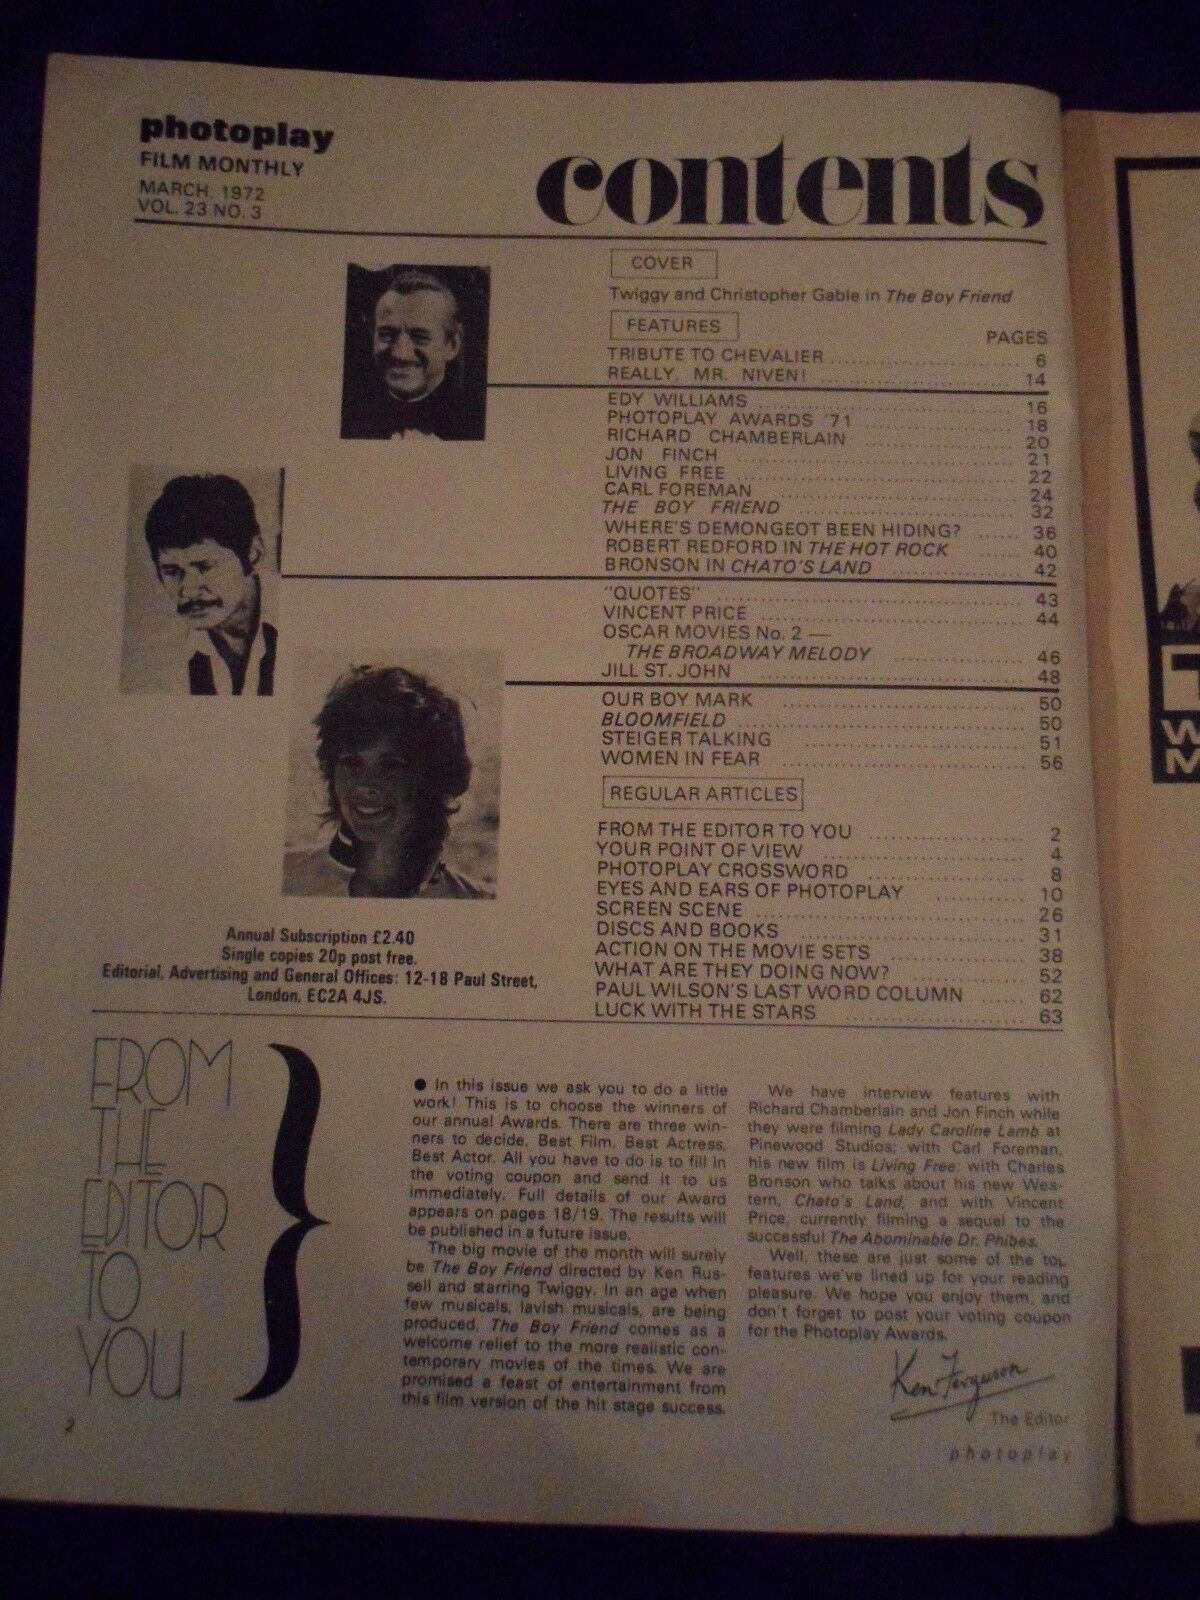 photoplay
FILM MONTHLY
MARCH 1972
VOL. 23 NO. 3
contents
COVER
Twiggy and Christopher Gable in The Boy Friend
FEATURES
PAGES
TRIBUTE TO CHEVALIER 6
REALLY, MR. NIVEN! 14
EDY WILLIAMS 16
PHOTOPLAY AWARDS '71 18
RICHARD CHAMBERLAIN 20
JON FINCH 21
LIVING FREE 22
CARL FOREMAN 24
THE BOY FRIEND 32
WHERE'S DEMONGEOT BEEN HIDING? 36
ROBERT REDFORD IN THE HOT ROCK 40
BRONSON IN CHATO'S LAND 42
"QUOTES" 43
VINCENT PRICE 44
OSCAR MOVIES No. 2 —
THE BROADWAY MELODY 46
JILL ST. JOHN 48
OUR BOY MARK 50
BLOOMFIELD 50
STEIGER TALKING 51
WOMEN IN FEAR 56
REGULAR ARTICLES
FROM THE EDITOR TO YOU 2
YOUR POINT OF VIEW 4
PHOTOPLAY CROSSWORD 8
EYES AND EARS OF PHOTOPLAY 10
SCREEN SCENE 26
DISCS AND BOOKS 31
ACTION ON THE MOVIE SETS 38
WHAT ARE THEY DOING NOW? 52
PAUL WILSON'S LAST WORD COLUMN 62
LUCK WITH THE STARS 63
Annual Subscription £2.40
Single copies 20p post free.
Editorial, Advertising and General Offices: 12-18 Paul Street,
London, EC2A 4JS.
FROM
THE
EDITOR
TO
YOU
● In this issue we ask you to do a little
work! This is to choose the winners of
our annual Awards. There are three win-
ners to decide, Best Film, Best Actress,
Best Actor. All you have to do is to fill in
the voting coupon and send it to us
immediately. Full details of our Award
appears on pages 18/19. The results will
be published in a future issue.
The big movie of the month will surely
be The Boy Friend directed by Ken Rus-
sell and starring Twiggy. In an age when
few musicals, lavish musicals, are being
produced, The Boy Friend comes as a
welcome relief to the more realistic con-
temporary movies of the times. We are
promised a feast of entertainment from
this film version of the hit stage success.
We have interview features with
Richard Chamberlain and Jon Finch while
they were filming Lady Caroline Lamb at
Pinewood Studios; with Carl Foreman,
his new film is Living Free; with Charles
Bronson who talks about his new Wes-
tern, Chato's Land, and with Vincent
Price, currently filming a sequel to the
successful The Abominable Dr. Phibes.
Well, these are just some of the top
features we've lined up for your reading
pleasure. We hope you enjoy them, and
don't forget to post your voting coupon
for the Photoplay Awards.
Ken Ferguson
The Editor
2
photoplay
T
W
M